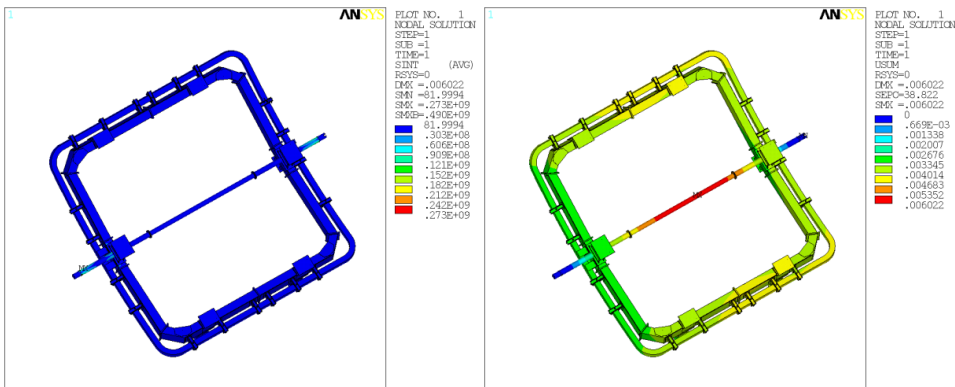 1
ANSYS
PLOT NO. 1
NODAL SOLUTION
STEP=1
SUB =1
TIME=1
SINT (AVG)
RSYS=0
DMX =.006022
SMN =81.9994
SMX =.273E+09
SMXB=.490E+09
81.9994
.303E+08
.606E+08
.909E+08
.121E+09
.152E+09
.182E+09
.212E+09
.242E+09
.273E+09
1
ANSYS
PLOT NO. 1
NODAL SOLUTION
STEP=1
SUB =1
TIME=1
USUM
RSYS=0
DMX =.006022
SEPC=38.822
SMX =.006022
0
.669E-03
.001338
.002007
.002676
.003345
.004014
.004683
.005352
.006022